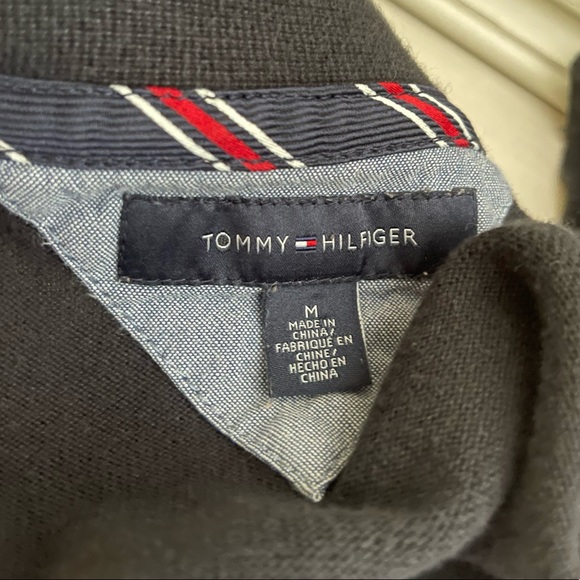 TOMMY HILFIGER
M
MADE IN
CHINA/
FABRIQUÉ EN
CHINE/
HECHO EN
CHINA